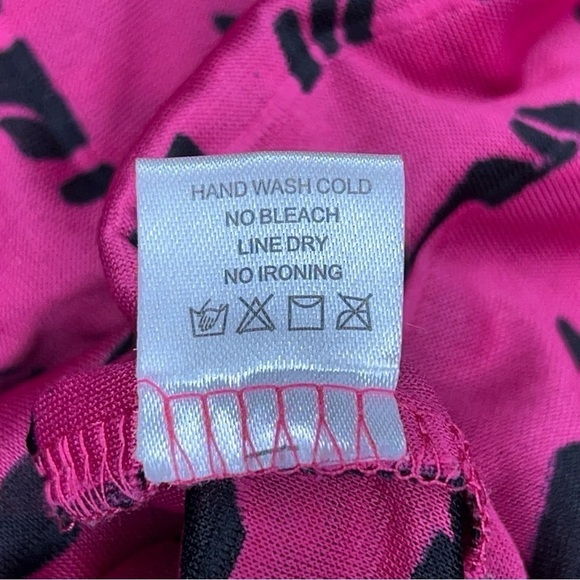 HAND WASH COLD
NO BLEACH
LINE DRY
NO IRONING